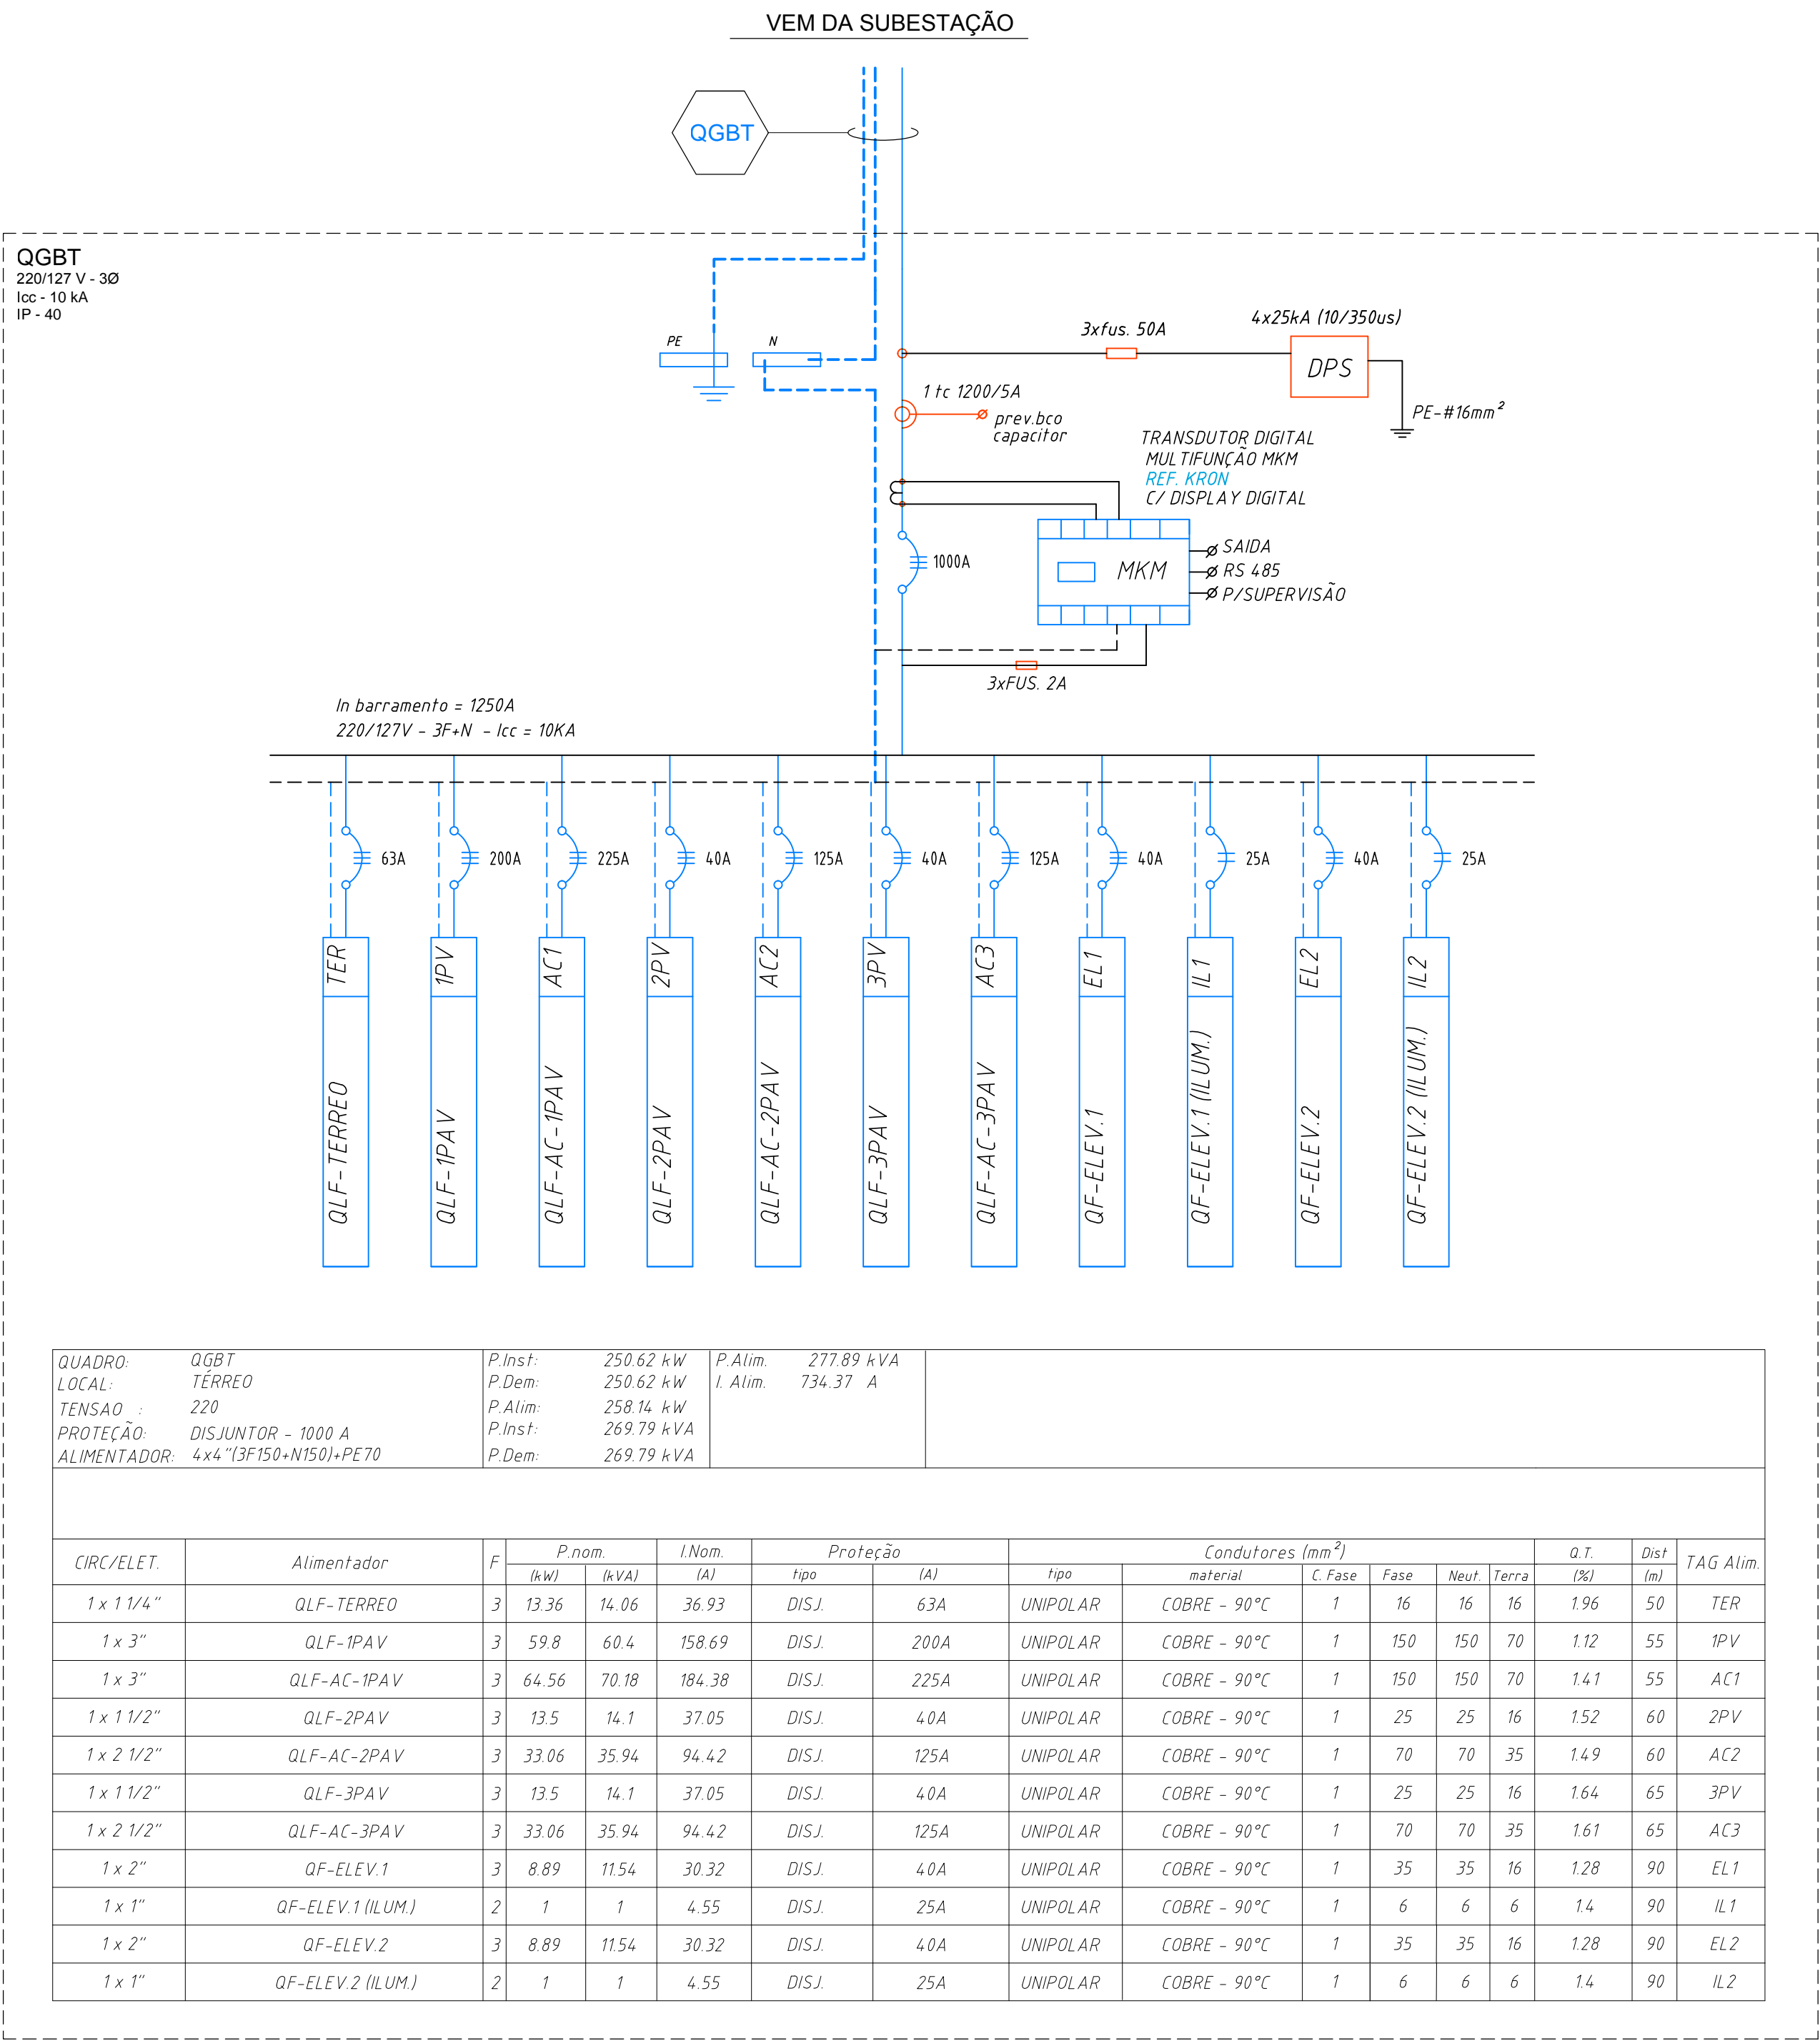 VEM DA SUBESTAÇÃO
QGBT
QGBT
220/127 V - 3Ø
Icc - 10 kA
IP - 40
PE
N
3xfus. 50A
4x25kA (10/350us)
DPS
PE-#16mm²
1 tc 1200/5A
prev.bco
capacitor
TRANSDUTOR DIGITAL
MULTIFUNÇÃO MKM
REF. KRON
C/ DISPLAY DIGITAL
1000A
MKM
SAIDA
RS 485
P/SUPERVISÃO
3xFUS. 2A
In barramento = 1250A
220/127V - 3F+N - Icc = 10KA
63A 200A 225A 40A 125A 40A 125A 40A 25A 40A 25A
TER 1PV AC1 2PV AC2 3PV AC3 EL1 IL1 EL2 IL2
QLF-TERREO
QLF-1PAV
QLF-AC-1PAV
QLF-2PAV
QLF-AC-2PAV
QLF-3PAV
QLF-AC-3PAV
QF-ELEV.1
QF-ELEV.1 (ILUM.)
QF-ELEV.2
QF-ELEV.2 (ILUM.)
QUADRO: QGBT P.Inst: 250.62 kW P.Alim. 277.89 kVA
LOCAL: TÉRREO P.Dem: 250.62 kW I. Alim. 734.37 A
TENSAO : 220 P.Alim: 258.14 kW
PROTEÇÃO: DISJUNTOR - 1000 A P.Inst: 269.79 kVA
ALIMENTADOR: 4x4"(3F150+N150)+PE70 P.Dem: 269.79 kVA
CIRC/ELET. Alimentador F P.nom. I.Nom. Proteção Condutores (mm²) Q.T. Dist TAG Alim.
(kW) (kVA) (A) tipo (A) tipo material C. Fase Fase Neut. Terra (%) (m)
1 x 1 1/4" QLF-TERREO 3 13.36 14.06 36.93 DISJ. 63A UNIPOLAR COBRE - 90°C 1 16 16 16 1.96 50 TER
1 x 3" QLF-1PAV 3 59.8 60.4 158.69 DISJ. 200A UNIPOLAR COBRE - 90°C 1 150 150 70 1.12 55 1PV
1 x 3" QLF-AC-1PAV 3 64.56 70.18 184.38 DISJ. 225A UNIPOLAR COBRE - 90°C 1 150 150 70 1.41 55 AC1
1 x 1 1/2" QLF-2PAV 3 13.5 14.1 37.05 DISJ. 40A UNIPOLAR COBRE - 90°C 1 25 25 16 1.52 60 2PV
1 x 2 1/2" QLF-AC-2PAV 3 33.06 35.94 94.42 DISJ. 125A UNIPOLAR COBRE - 90°C 1 70 70 35 1.49 60 AC2
1 x 1 1/2" QLF-3PAV 3 13.5 14.1 37.05 DISJ. 40A UNIPOLAR COBRE - 90°C 1 25 25 16 1.64 65 3PV
1 x 2 1/2" QLF-AC-3PAV 3 33.06 35.94 94.42 DISJ. 125A UNIPOLAR COBRE - 90°C 1 70 70 35 1.61 65 AC3
1 x 2" QF-ELEV.1 3 8.89 11.54 30.32 DISJ. 40A UNIPOLAR COBRE - 90°C 1 35 35 16 1.28 90 EL1
1 x 1" QF-ELEV.1 (ILUM.) 2 1 1 4.55 DISJ. 25A UNIPOLAR COBRE - 90°C 1 6 6 6 1.4 90 IL1
1 x 2" QF-ELEV.2 3 8.89 11.54 30.32 DISJ. 40A UNIPOLAR COBRE - 90°C 1 35 35 16 1.28 90 EL2
1 x 1" QF-ELEV.2 (ILUM.) 2 1 1 4.55 DISJ. 25A UNIPOLAR COBRE - 90°C 1 6 6 6 1.4 90 IL2